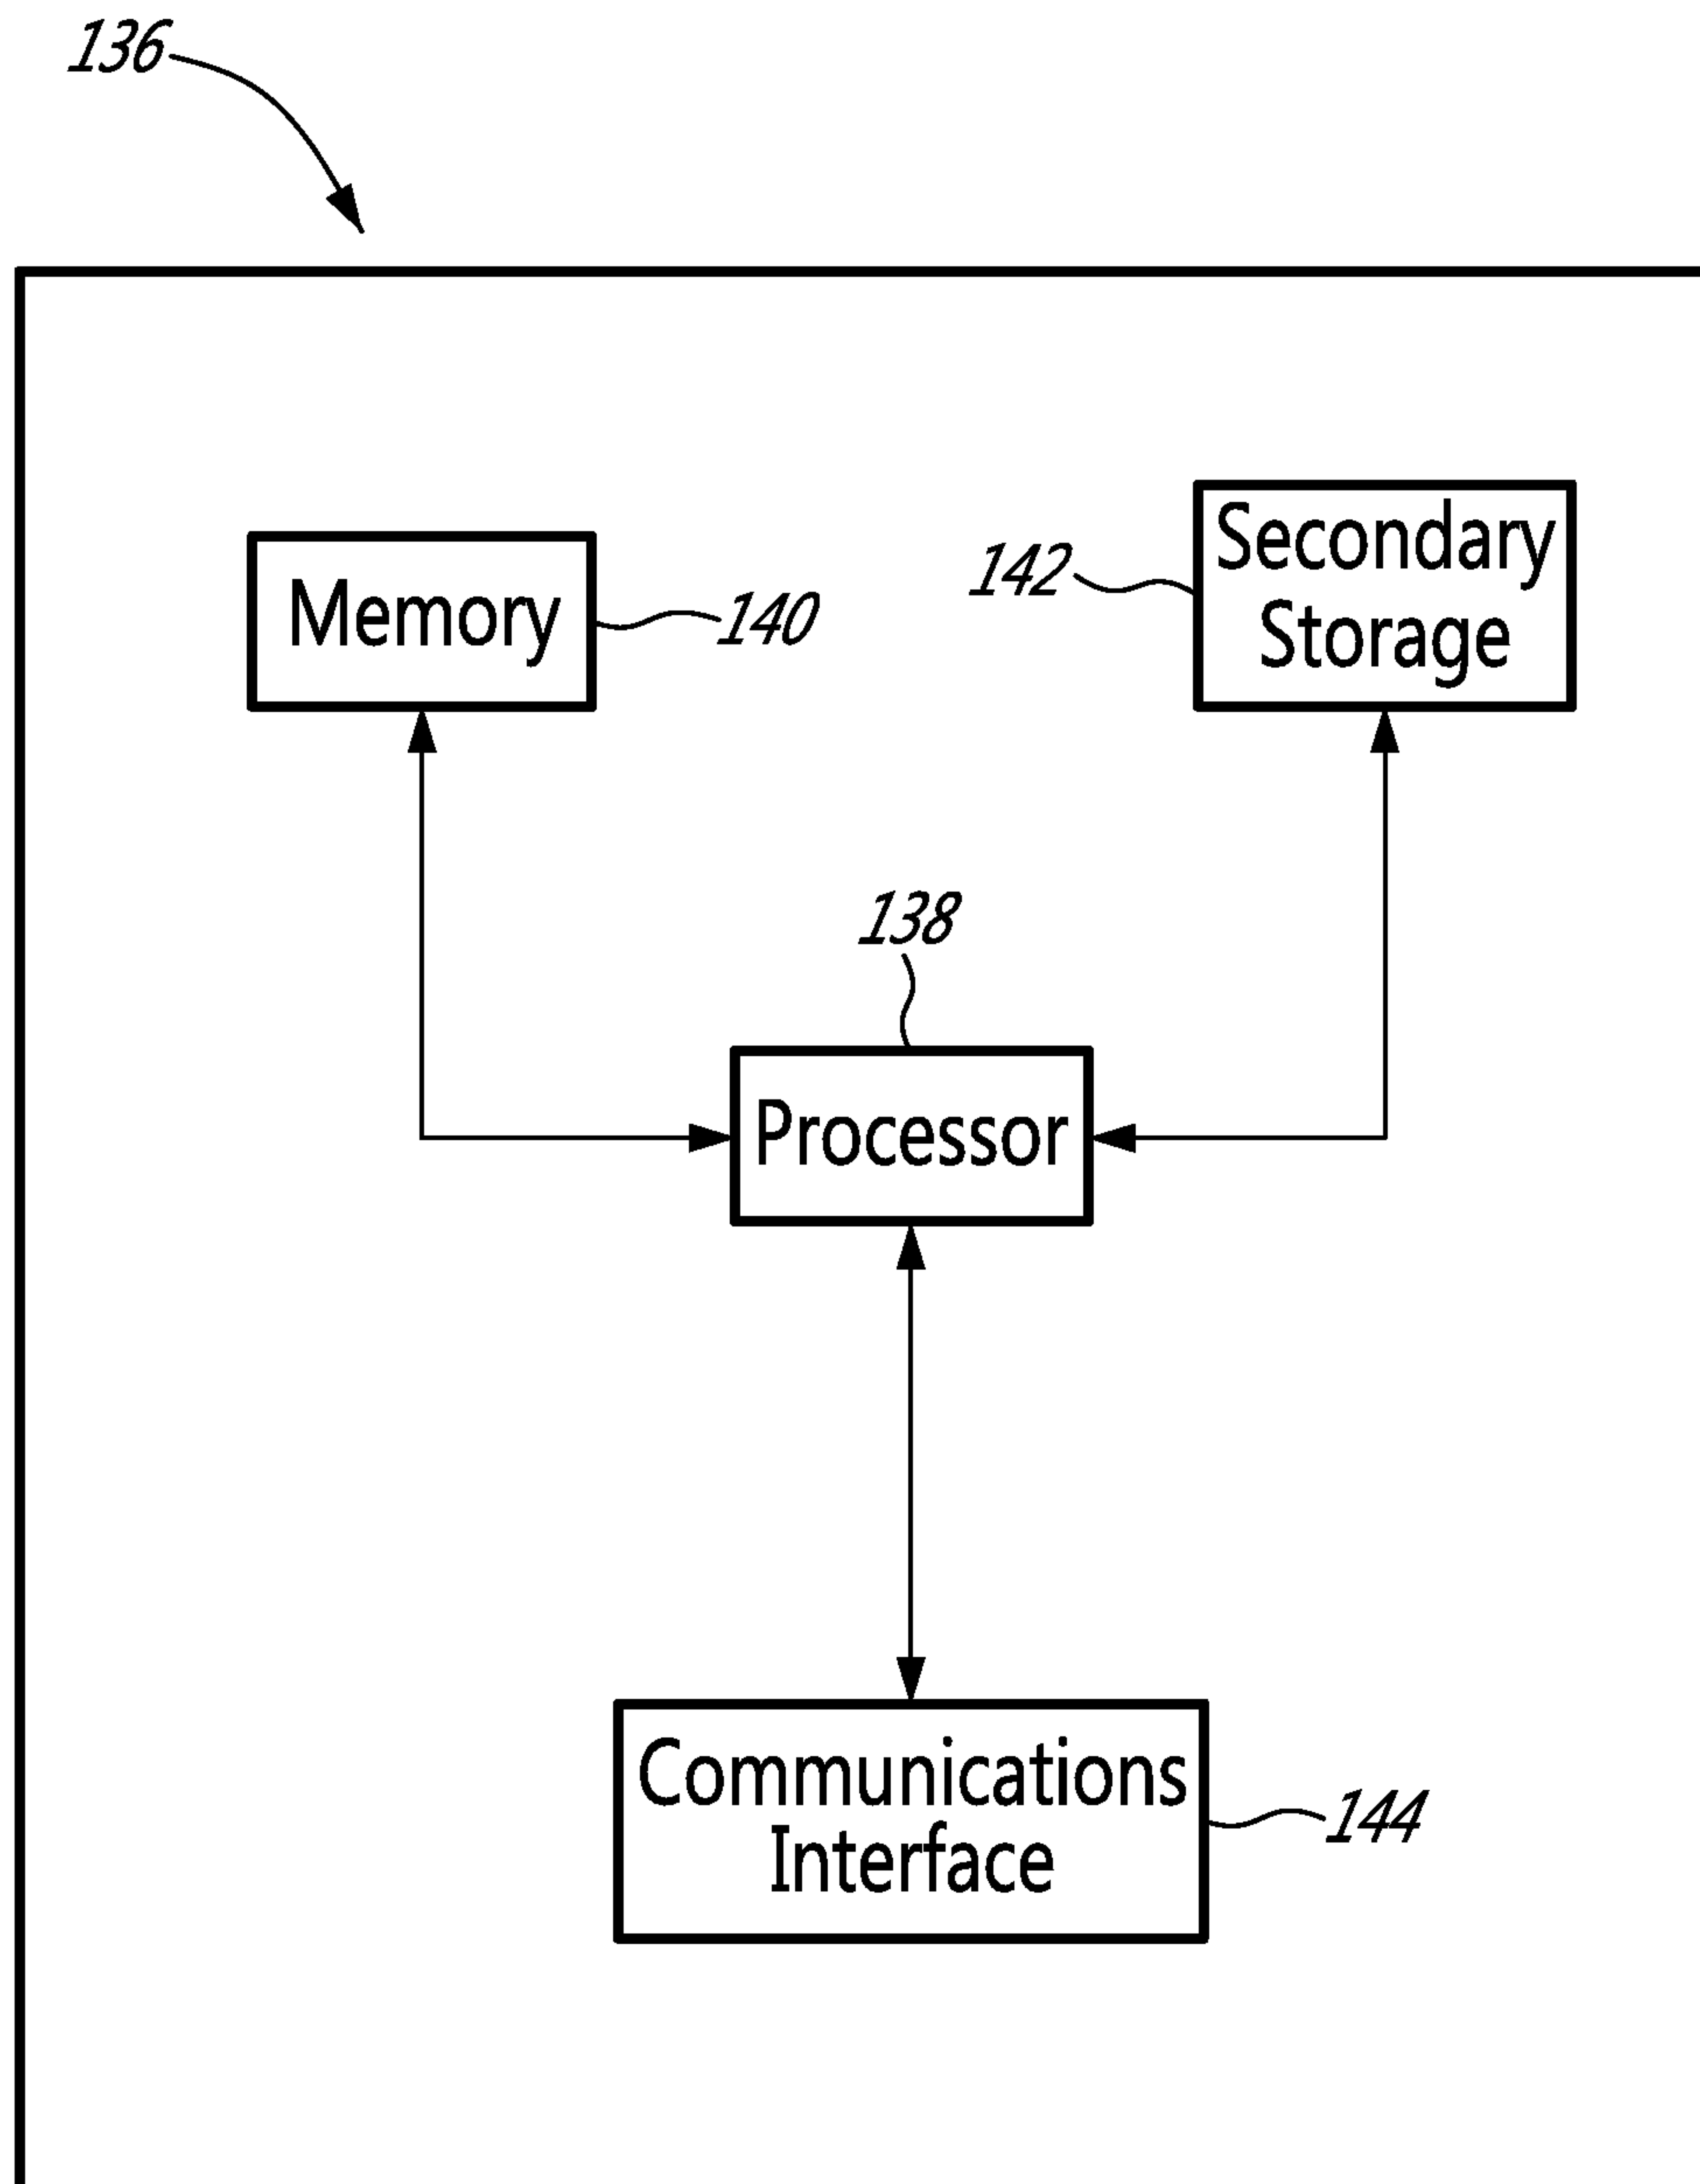 136
Memory
140
142
Secondary
Storage
138
Processor
Communications
Interface
144